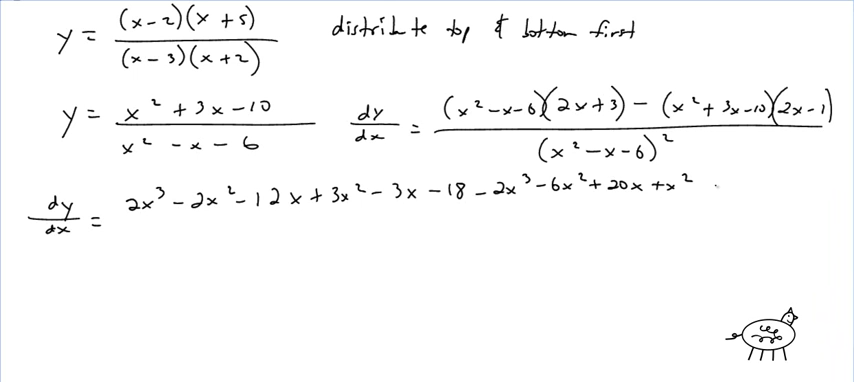 y = (x-2)(x+5) / (x-3)(x+2) distribute top & bottom first
y = x² + 3x - 10 / x² - x - 6 dy/dx = (x²-x-6)(2x+3) - (x²+3x-10)(2x-1) / (x²-x-6)²
dy/dx = 2x³ - 2x² - 12x + 3x² - 3x - 18 - 2x³ - 6x² + 20x + x²